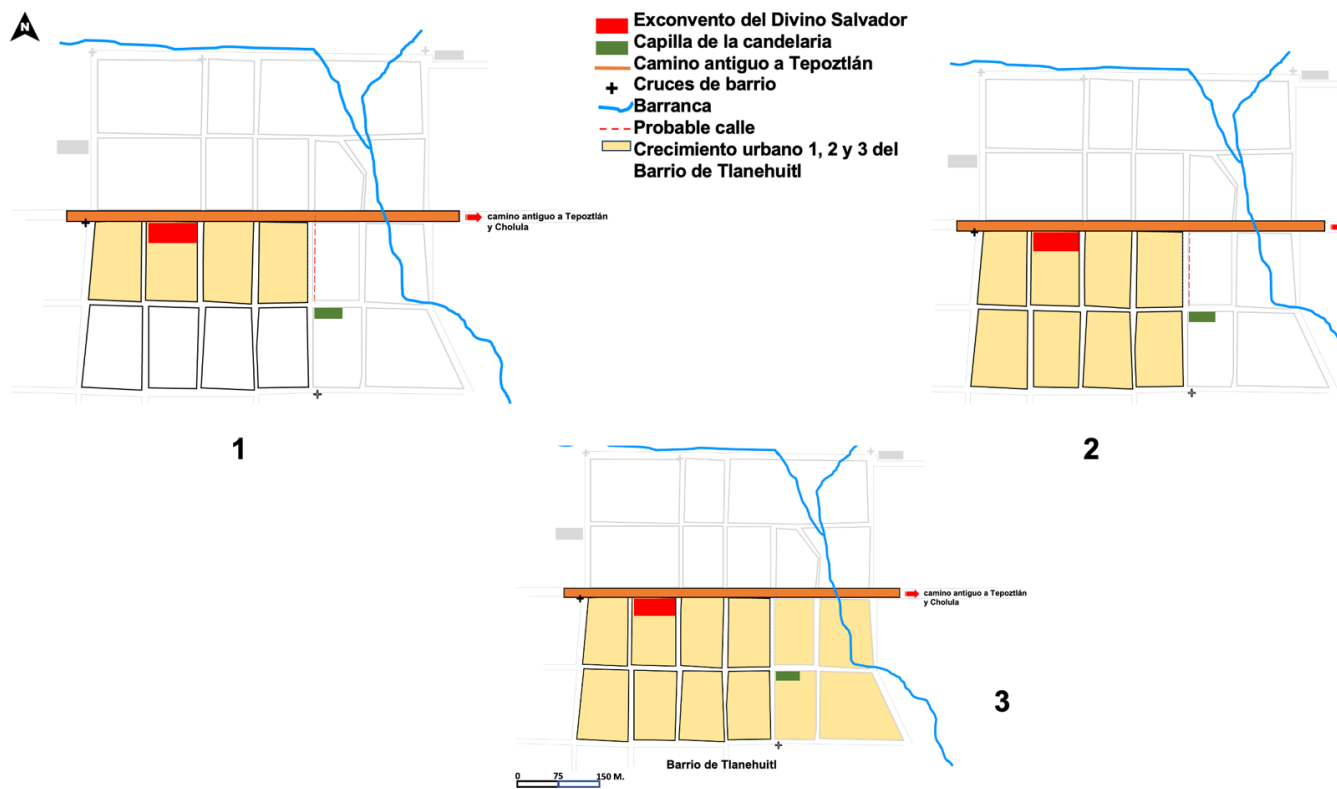 N
Exconvento del Divino Salvador
Capilla de la candelaria
Camino antiguo a Tepoztlán
Cruces de barrio
Barranca
Probable calle
Crecimiento urbano 1, 2 y 3 del
Barrio de Tlanehuitl
camino antiguo a Tepoztlán
y Cholula
1
2
camino antiguo a Tepoztlán
y Cholula
3
Barrio de Tlanehuitl
0 75 150 M.